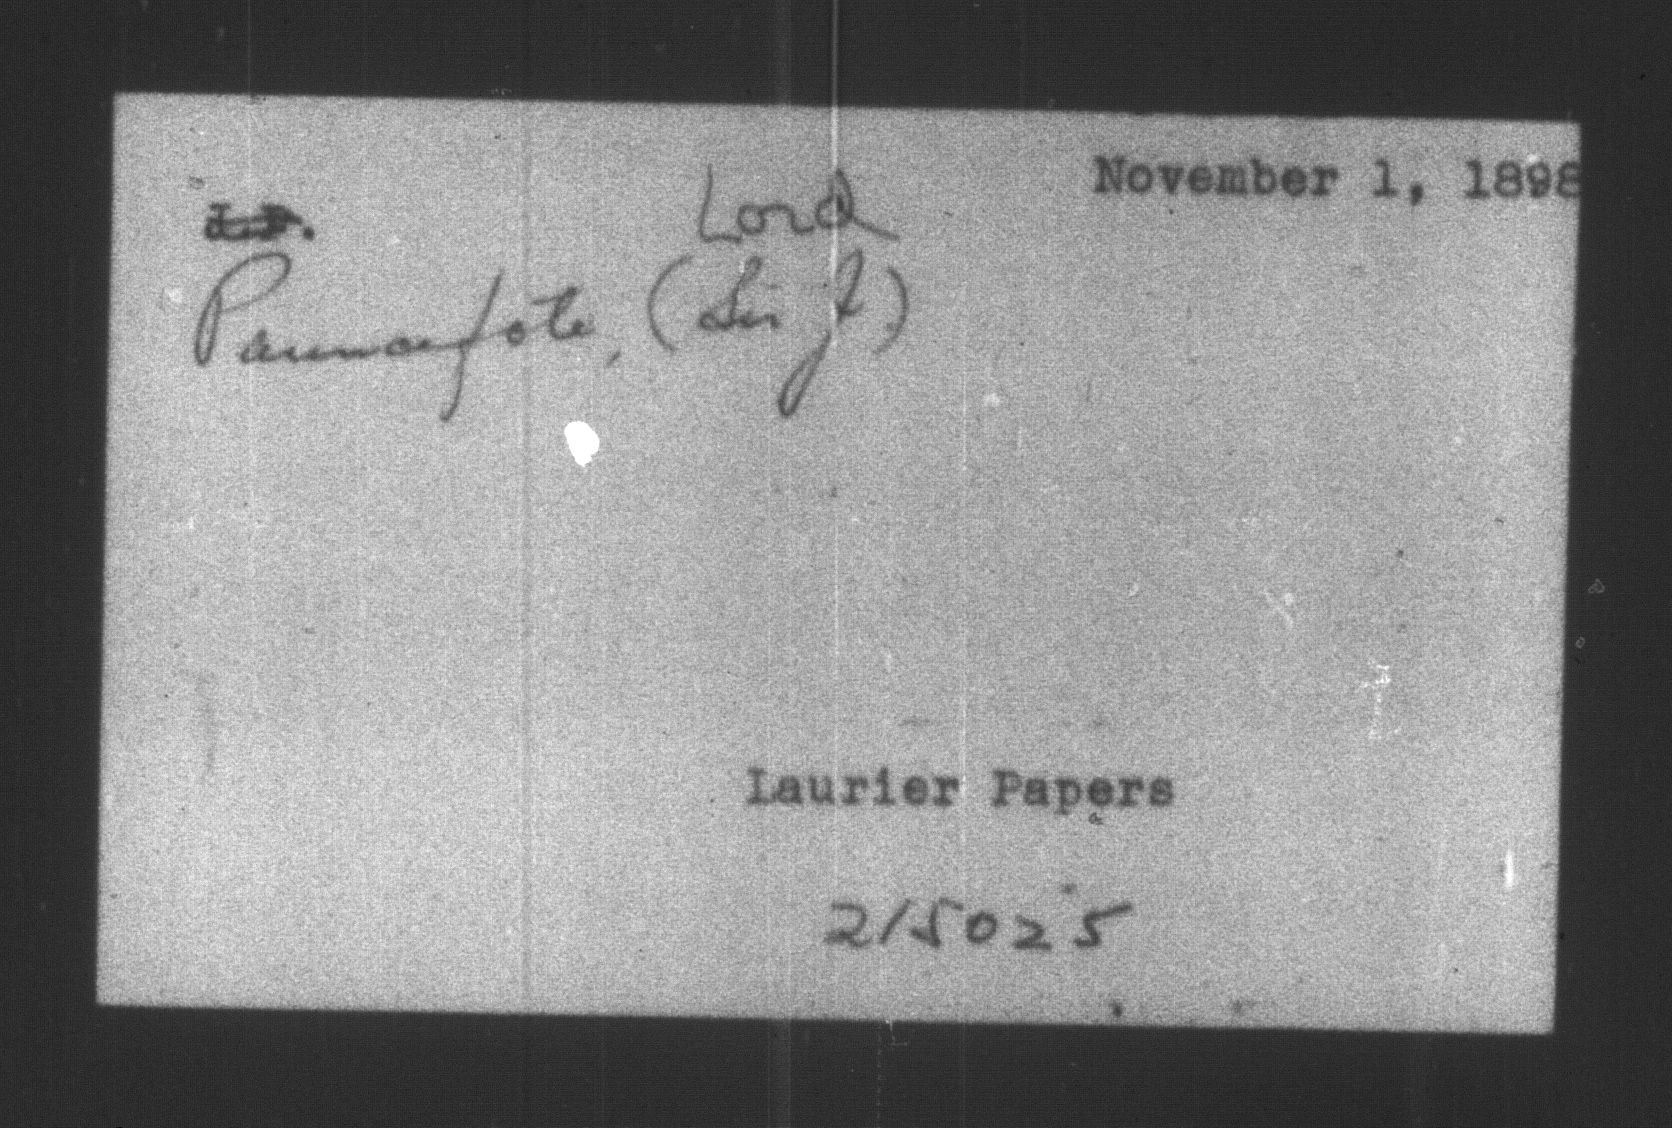 November 1, 1898
Lord
Pauncefote, (Sir J.)
Laurier Papers
215025